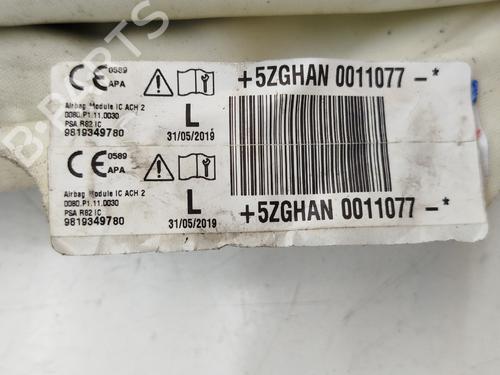 CE 0589 APA L +5ZGHAN 0011077 -*
Airbag Module IC ACH 2
0080.P1.11.0030
PSA R82 IC
9819349780 31/05/2019
CE 0589 APA L
Airbag Module IC ACH 2
0080.P1.11.0030
PSA R82 IC
9819349780 31/05/2019
+5ZGHAN 0011077 -*
B-PARTS